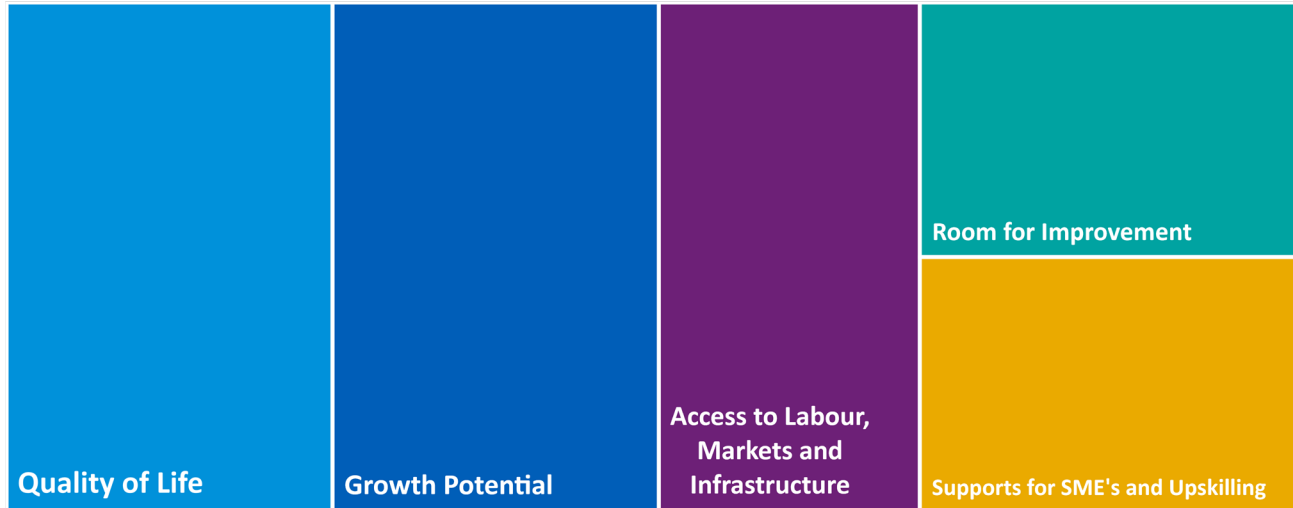 Quality of Life
Growth Potential
Access to Labour,
Markets and
Infrastructure
Room for Improvement
Supports for SME's and Upskilling